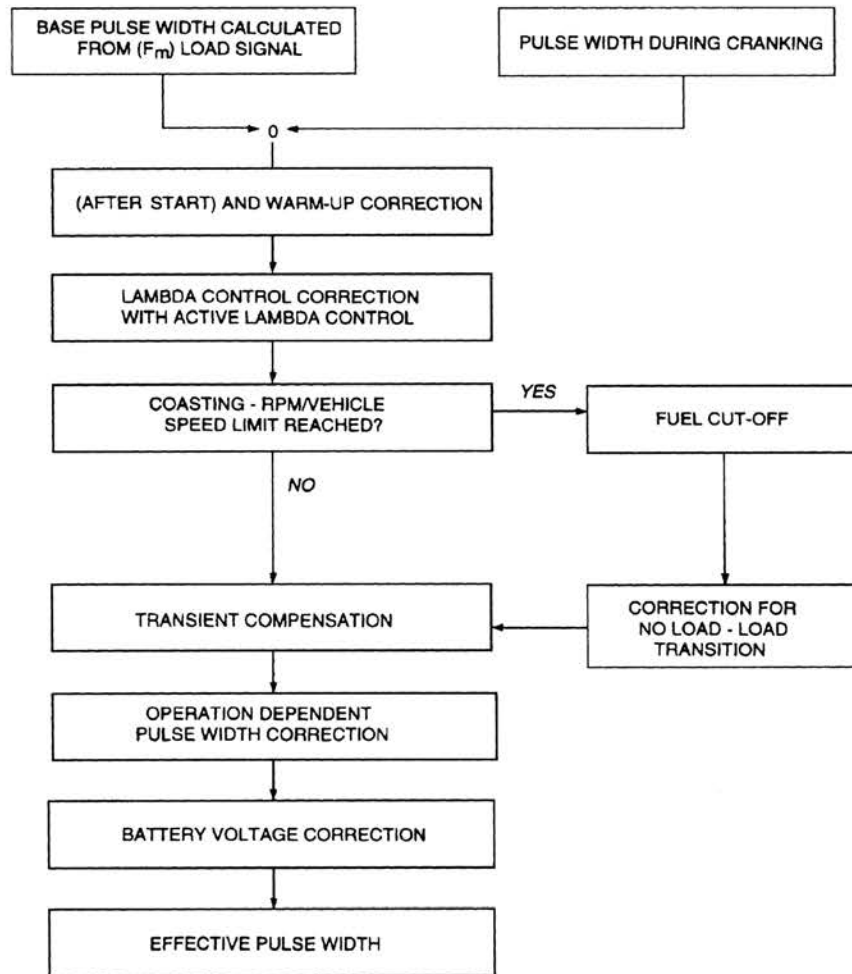 BASE PULSE WIDTH CALCULATED
FROM (Fm) LOAD SIGNAL
PULSE WIDTH DURING CRANKING
0
(AFTER START) AND WARM-UP CORRECTION
LAMBDA CONTROL CORRECTION
WITH ACTIVE LAMBDA CONTROL
COASTING - RPM/VEHICLE
SPEED LIMIT REACHED?
YES
FUEL CUT-OFF
NO
TRANSIENT COMPENSATION
CORRECTION FOR
NO LOAD - LOAD
TRANSITION
OPERATION DEPENDENT
PULSE WIDTH CORRECTION
BATTERY VOLTAGE CORRECTION
EFFECTIVE PULSE WIDTH